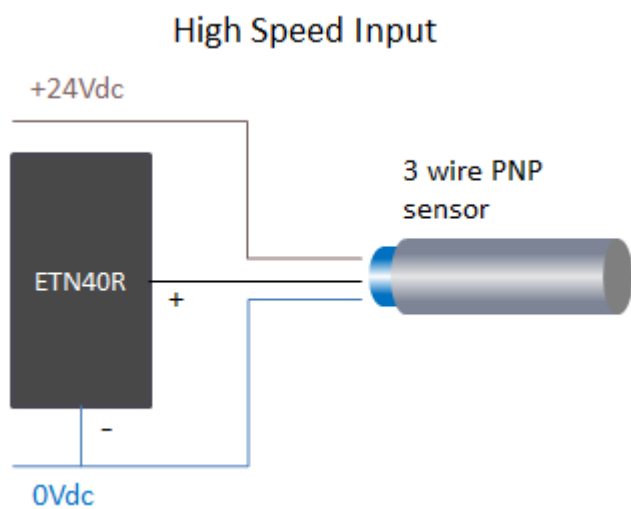 High Speed Input
+24Vdc
3 wire PNP
sensor
ETN40R
+
-
0Vdc